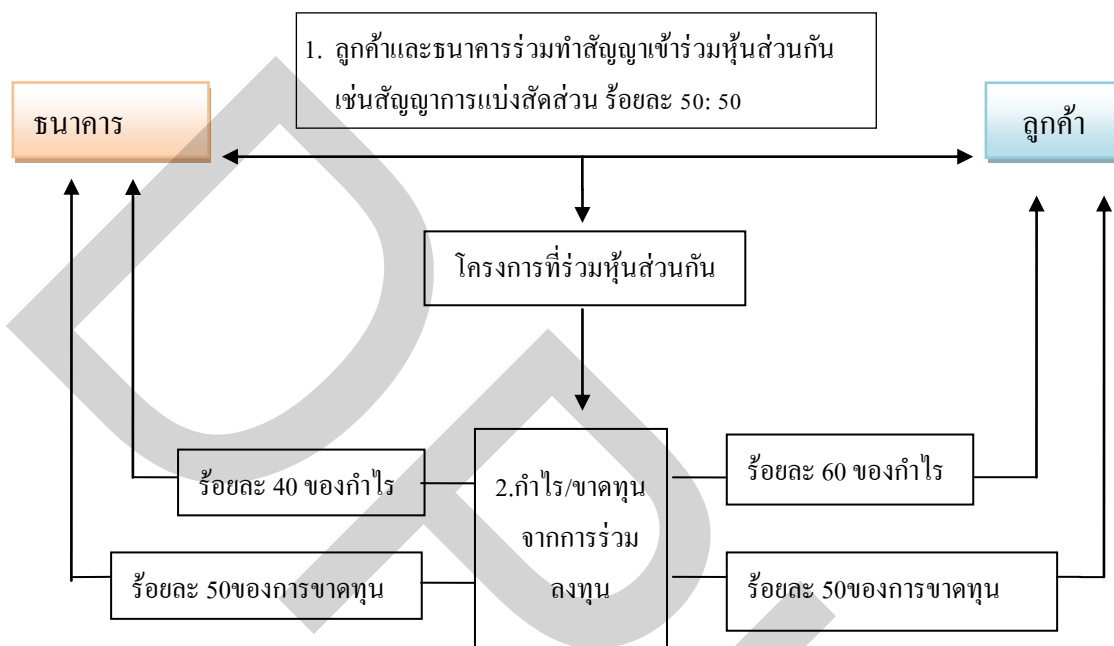 1. ลูกค้าและธนาคารร่วมทำสัญญาเข้าร่วมหุ้นส่วนกัน
เช่นสัญญาการแบ่งสัดส่วน ร้อยละ 50: 50
ธนาคาร
ลูกค้า
โครงการที่ร่วมหุ้นส่วนกัน
ร้อยละ 40 ของกำไร
2.กำไร/ขาดทุน
จากการร่วม
ลงทุน
ร้อยละ 60 ของกำไร
ร้อยละ 50ของการขาดทุน
ร้อยละ 50ของการขาดทุน